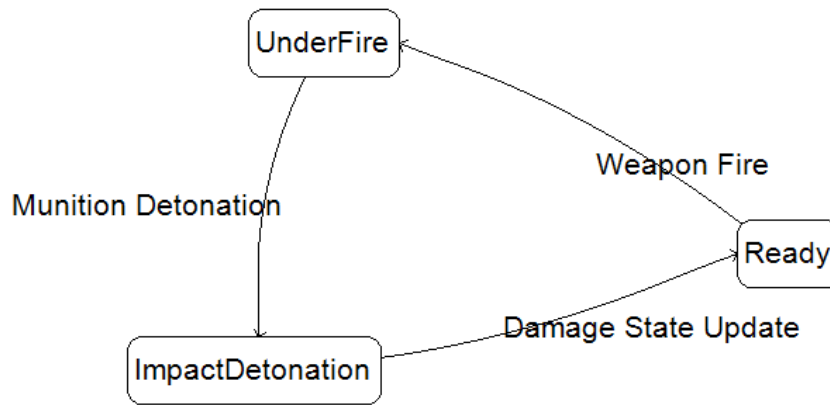 UnderFire
Weapon Fire
Munition Detonation
Ready
Damage State Update
ImpactDetonation